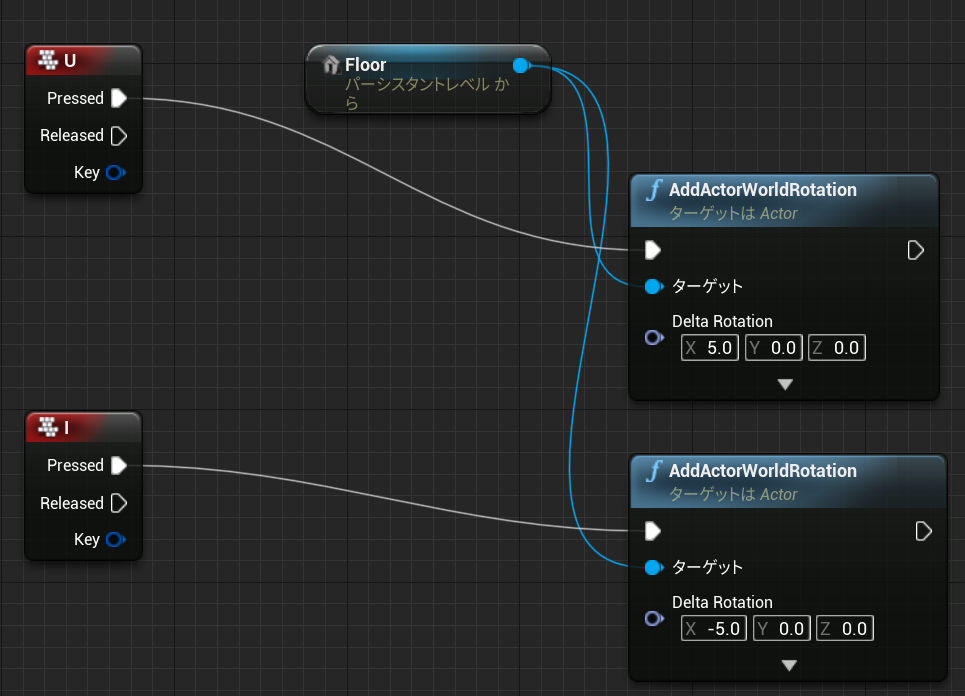 U
Pressed
Released
Key
Floor
パーシスタントレベル か
ら
AddActorWorldRotation
ターゲットは Actor
ターゲット
Delta Rotation
X 5.0 Y 0.0 Z 0.0
I
Pressed
Released
Key
AddActorWorldRotation
ターゲットは Actor
ターゲット
Delta Rotation
X -5.0 Y 0.0 Z 0.0